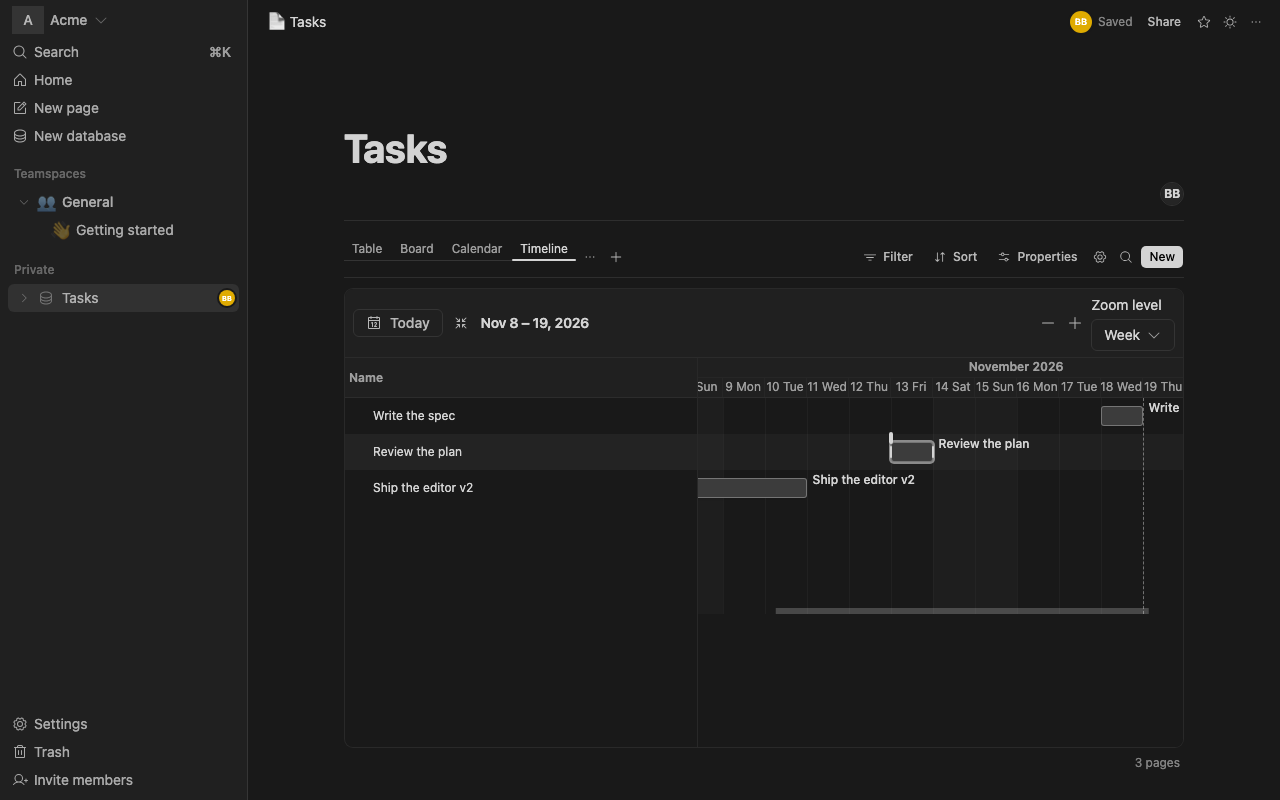 A Acme
Search ⌘K
Home
New page
New database
Teamspaces
General
Getting started
Private
Tasks BB
Settings
Trash
Invite members
Tasks
BB Saved Share
Tasks
BB
Table Board Calendar Timeline
Filter Sort Properties New
12 Today Nov 8 – 19, 2026
Zoom level
Week
Name
November 2026
Sun 9 Mon 10 Tue 11 Wed 12 Thu 13 Fri 14 Sat 15 Sun 16 Mon 17 Tue 18 Wed 19 Thu
Write the spec Write
Review the plan Review the plan
Ship the editor v2 Ship the editor v2
3 pages